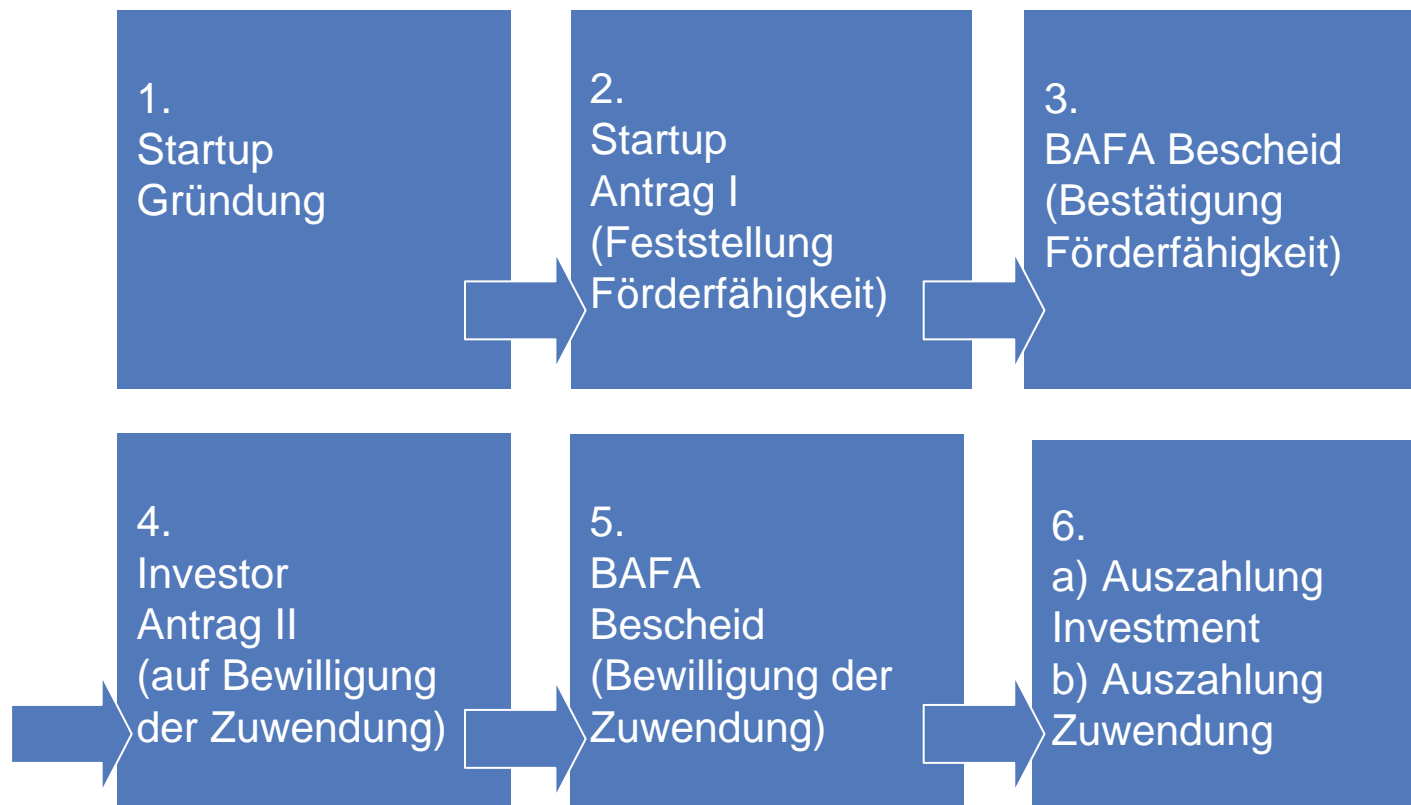 1.
Startup
Gründung
2.
Startup
Antrag I
(Feststellung
Förderfähigkeit)
3.
BAFA Bescheid
(Bestätigung
Förderfähigkeit)
4.
Investor
Antrag II
(auf Bewilligung
der Zuwendung)
5.
BAFA
Bescheid
(Bewilligung der
Zuwendung)
6.
a) Auszahlung
Investment
b) Auszahlung
Zuwendung